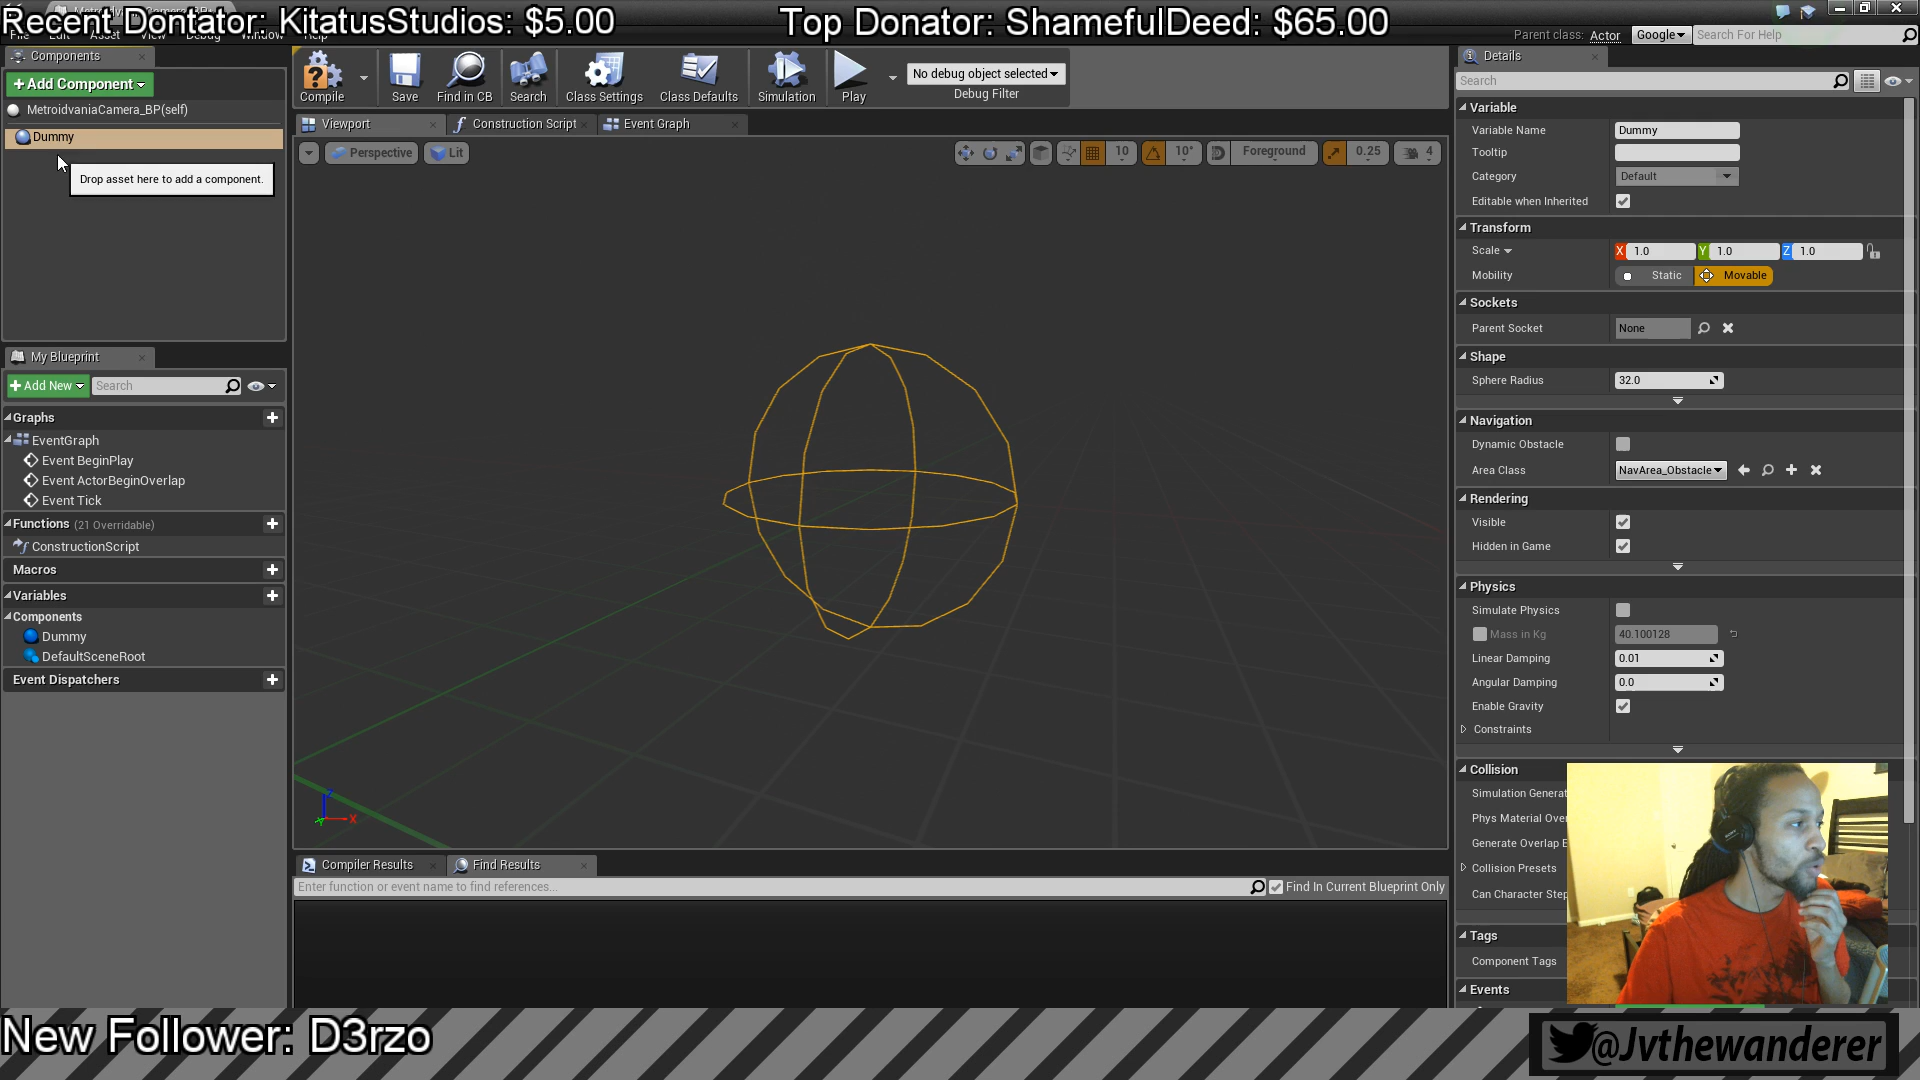 Recent Dontator: KitatusStudios: $5.00
Top Donator: ShamefulDeed: $65.00
Parent class: Actor
Google
Search For Help
Components
+Add Component
MetroidvaniaCamera_BP(self)
Dummy
Drop asset here to add a component.
Compile
Save
Find in CB
Search
Class Settings
Class Defaults
Simulation
Play
No debug object selected
Debug Filter
Viewport
Construction Script
Event Graph
Perspective
Lit
10
10°
Foreground
0.25
4
X
Z
My Blueprint
+Add New
Search
Graphs
EventGraph
Event BeginPlay
Event ActorBeginOverlap
Event Tick
Functions (21 Overridable)
ConstructionScript
Macros
Variables
Components
Dummy
DefaultSceneRoot
Event Dispatchers
Compiler Results
Find Results
Enter function or event name to find references...
Find In Current Blueprint Only
Details
Search
Variable
Variable Name Dummy
Tooltip
Category Default
Editable when Inherited
Transform
Scale X 1.0 Y 1.0 Z 1.0
Mobility Static Movable
Sockets
Parent Socket None
Shape
Sphere Radius 32.0
Navigation
Dynamic Obstacle
Area Class NavArea_Obstacle
Rendering
Visible
Hidden in Game
Physics
Simulate Physics
Mass in Kg 40.100128
Linear Damping 0.01
Angular Damping 0.0
Enable Gravity
Constraints
Collision
Simulation Generat
Phys Material Over
Generate Overlap E
Collision Presets
Can Character Step
Tags
Component Tags
Events
New Follower: D3rzo
@Jvthewanderer